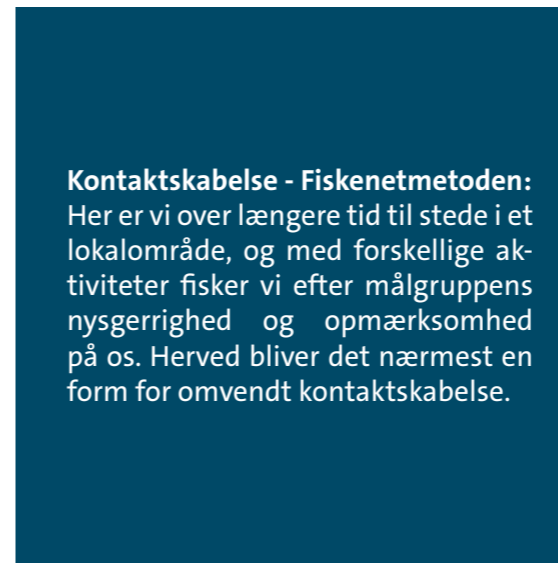 Kontaktskabelse - Fiskenetmetoden:
Her er vi over længere tid til stede i et
lokalområde, og med forskellige ak-
tiviteter fisker vi efter målgruppens
nysgerrighed og opmærksomhed
på os. Herved bliver det nærmest en
form for omvendt kontaktskabelse.